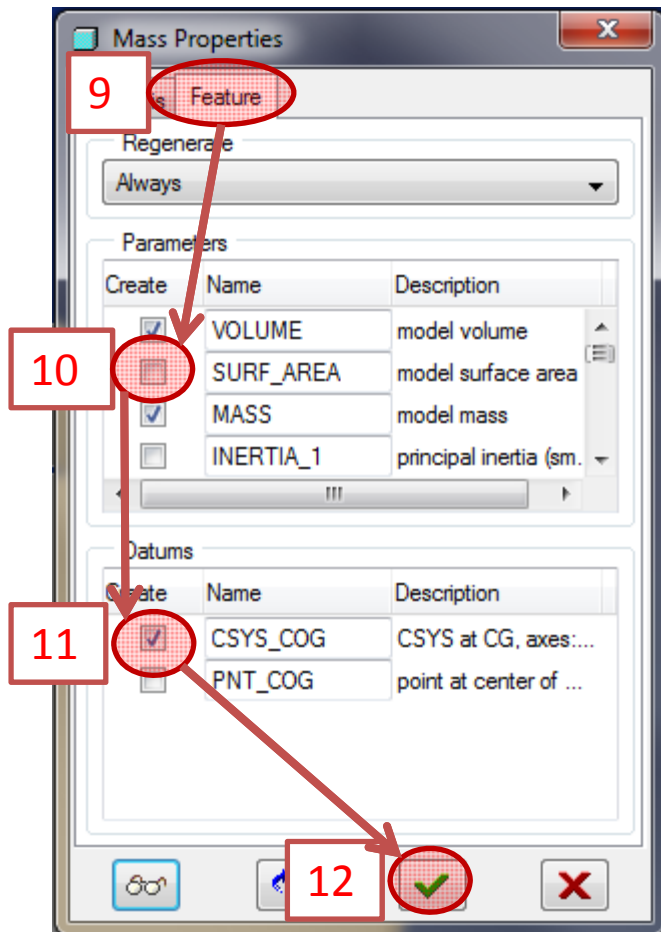 Mass Properties
9
Feature
Regenerate
Always
Parameters
Create Name Description
VOLUME model volume
10
SURF_AREA model surface area
MASS model mass
INERTIA_1 principal inertia (sm.
Datums
Create Name Description
11
CSYS_COG CSYS at CG, axes:...
PNT_COG point at center of ...
12